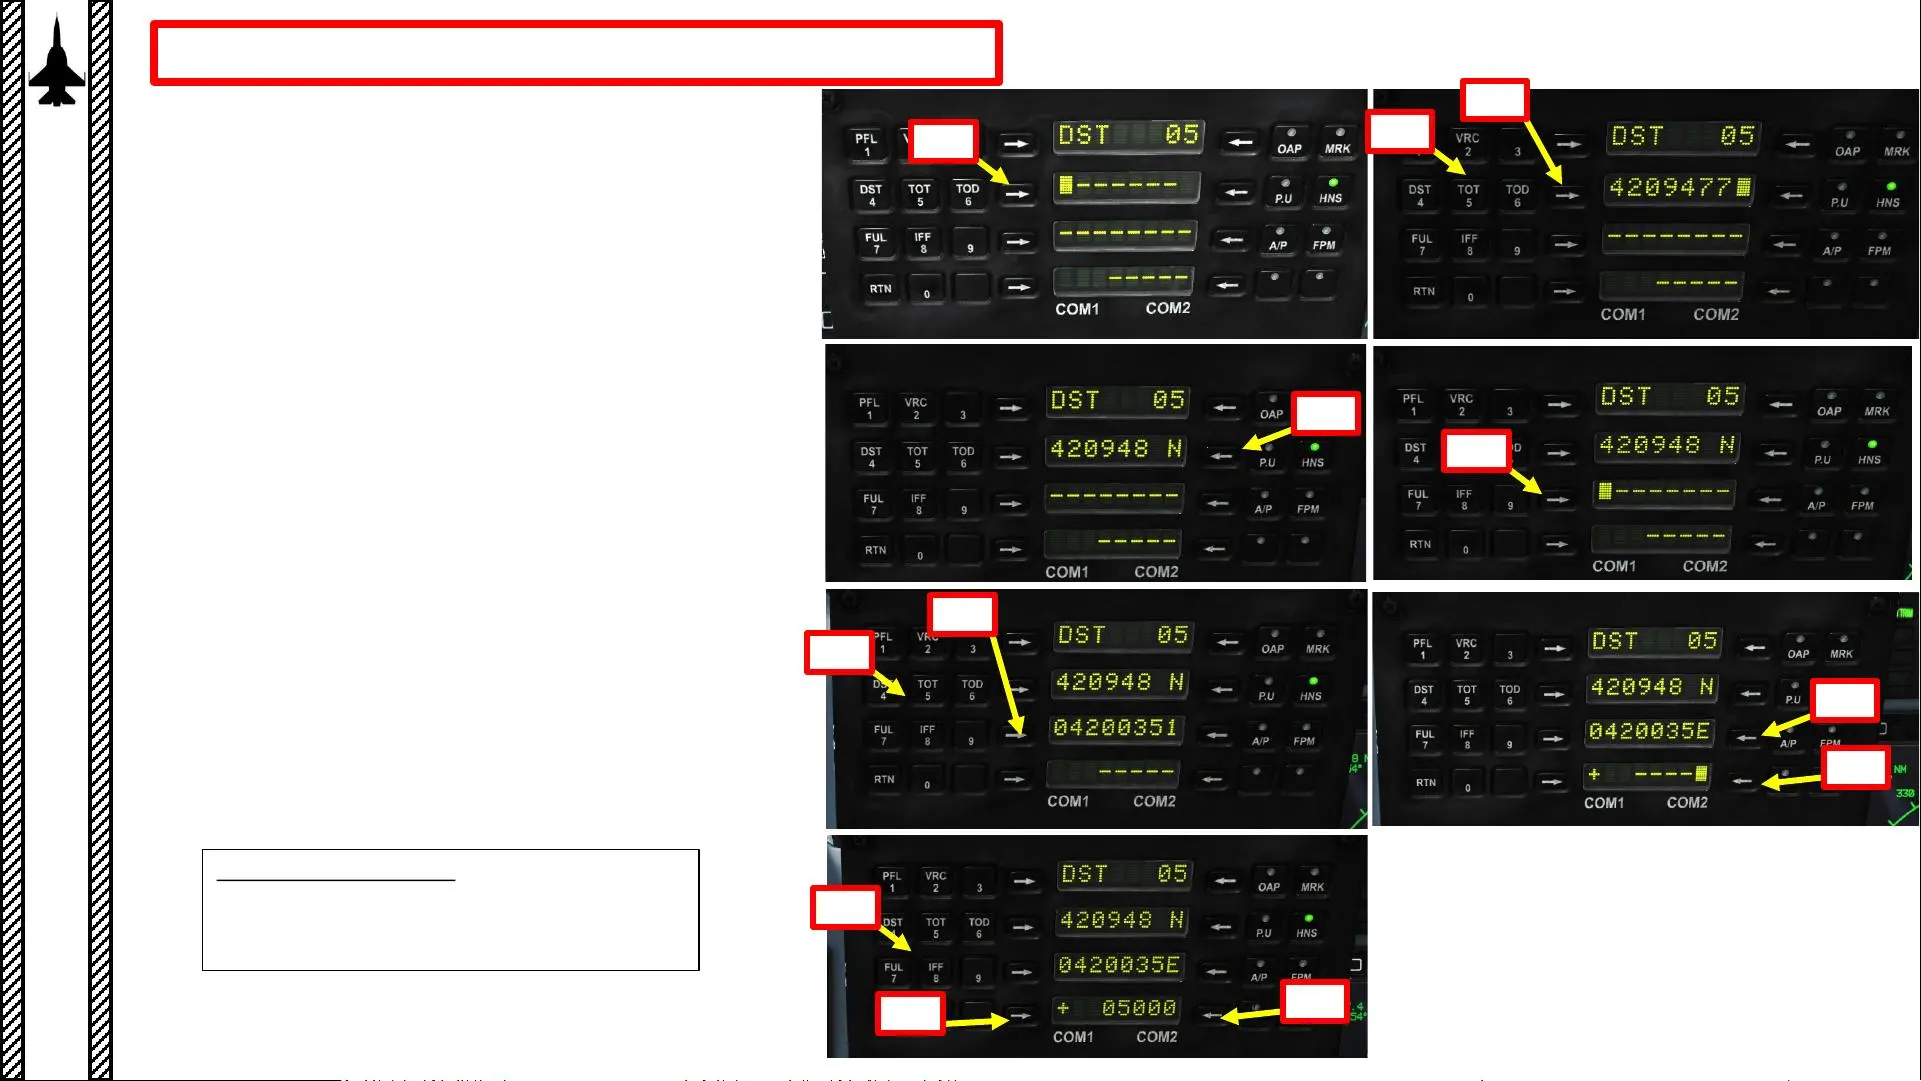 PFL DST 05 OAP MRK
1
DST TOT TOD - - - - - - P.U HNS
4 5 6
FUL IFF - - - - - - - - A/P FPM
7 8 9
RTN 0 - - - - -
COM1 COM2
VRC DST 05 OAP MRK
2 3
DST TOT TOD 4209477 P.U HNS
4 5 6
FUL IFF - - - - - - - - A/P FPM
7 8 9
RTN 0 - - - - -
COM1 COM2
PFL VRC DST 05 OAP
1 2 3
DST TOT TOD 420948 N P.U HNS
4 5 6
FUL IFF - - - - - - - - A/P FPM
7 8 9
RTN 0 - - - - -
COM1 COM2
PFL VRC DST 05 OAP MRK
1 2 3
DST 420948 N P.U HNS
4
FUL IFF - - - - - - - A/P FPM
7 8 9
RTN 0 - - - - -
COM1 COM2
PFL VRC DST 05 OAP MRK
1 2 3
DST TOT TOD 420948 N P.U HNS
5 6
FUL IFF 04200351 A/P FPM
7 8 9
RTN 0 - - - - -
COM1 COM2
PFL VRC DST 05 OAP MRK
1 2 3
DST TOT TOD 420948 N P.U
4 5 6
FUL IFF 0420035E A/P FPM
7 8 9
RTN 0 + - - - - NM
COM1 COM2 330
PFL VRC DST 05 OAP MRK
1 2 3
DST TOT TOD 420948 N P.U HNS
5 6
FUL IFF 0420035E A/P FPM
7 8 9
+ 05000
COM1 COM2